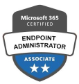 Microsoft 365
CERTIFIED
ENDPOINT
ADMINISTRATOR
ASSOCIATE